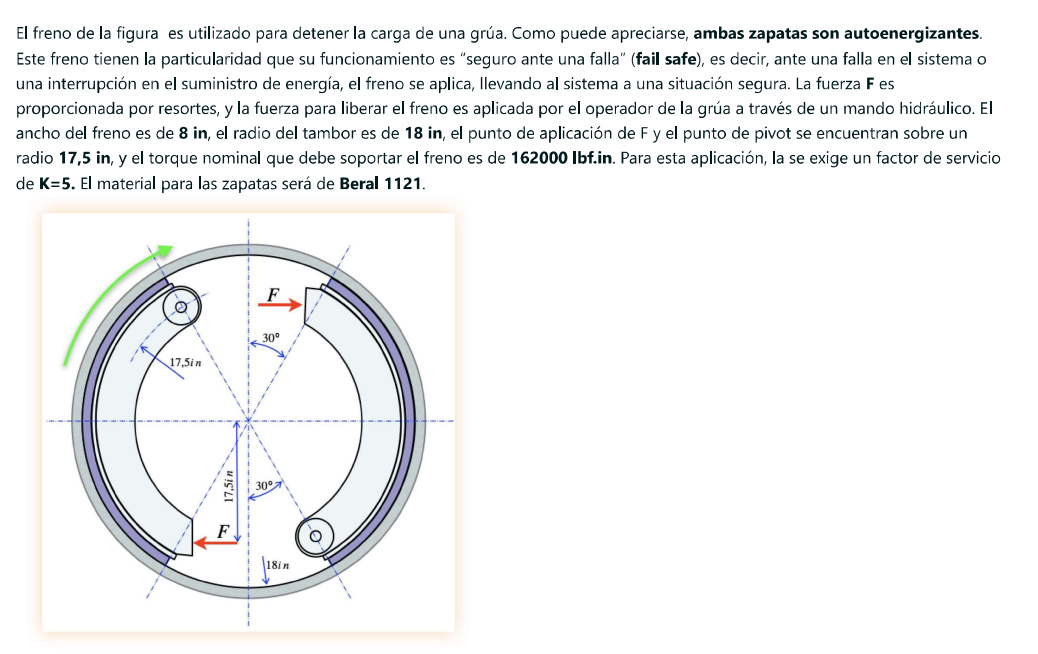 El freno de la figura es utilizado para detener la carga de una grúa. Como puede apreciarse, ambas zapatas son autoenergizantes.
Este freno tienen la particularidad que su funcionamiento es "seguro ante una falla" (fail safe), es decir, ante una falla en el sistema o
una interrupción en el suministro de energía, el freno se aplica, llevando al sistema a una situación segura. La fuerza F es
proporcionada por resortes, y la fuerza para liberar el freno es aplicada por el operador de la grúa a través de un mando hidráulico. El
ancho del freno es de 8 in, el radio del tambor es de 18 in, el punto de aplicación de F y el punto de pivot se encuentran sobre un
radio 17,5 in, y el torque nominal que debe soportar el freno es de 162000 lbf.in. Para esta aplicación, la se exige un factor de servicio
de K=5. El material para las zapatas será de Beral 1121.
F
30°
17,5in
17,5in
30°
F
18in